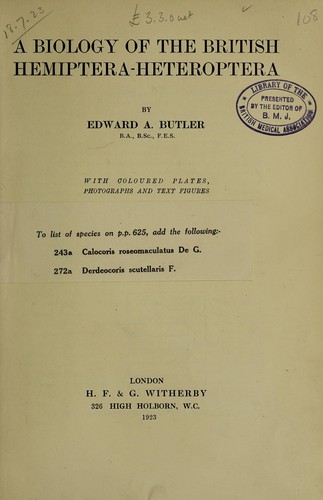 18.7.23
£3.3.0 net
108
A BIOLOGY OF THE BRITISH
HEMIPTERA-HETEROPTERA
LIBRARY OF THE
PRESENTED
BY THE EDITOR OF
B. M. J.
BRITISH MEDICAL ASSOCIATION
BY
EDWARD A. BUTLER
B.A., B.Sc., F.E.S.
WITH COLOURED PLATES,
PHOTOGRAPHS AND TEXT FIGURES
To list of species on p.p. 625, add the following:-
243a Calocoris roseomaculatus De G.
272a Derdeocoris scutellaris F.
LONDON
H. F. & G. WITHERBY
326 HIGH HOLBORN, W.C.
1923